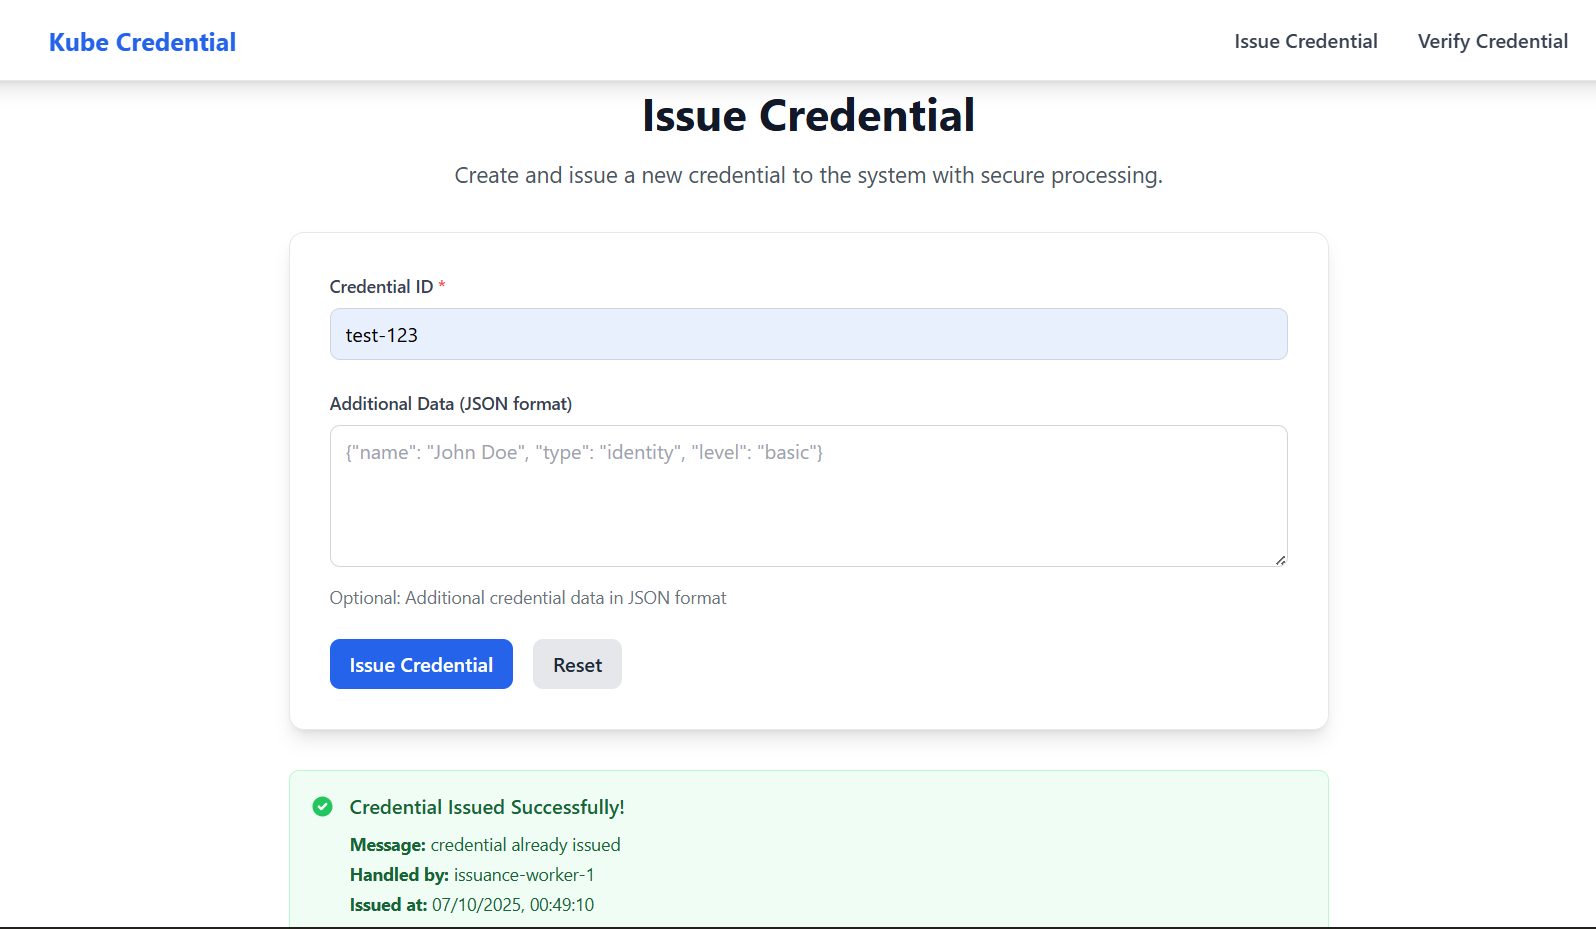 Kube Credential
Issue Credential
Verify Credential
Issue Credential
Create and issue a new credential to the system with secure processing.
Credential ID *
test-123
Additional Data (JSON format)
{"name": "John Doe", "type": "identity", "level": "basic"}
Optional: Additional credential data in JSON format
Issue Credential
Reset
Credential Issued Successfully!
Message: credential already issued
Handled by: issuance-worker-1
Issued at: 07/10/2025, 00:49:10